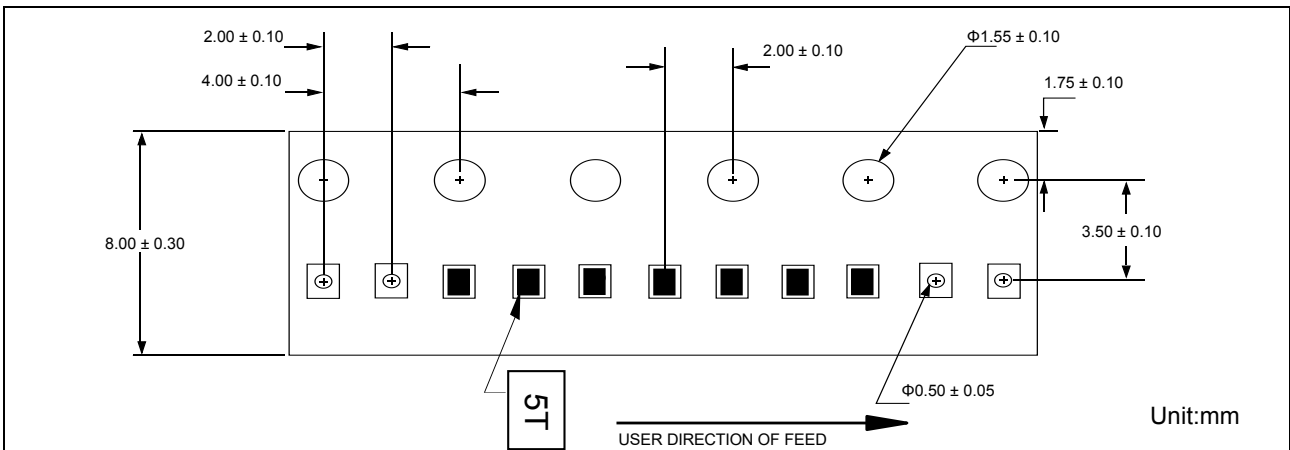 2.00 ± 0.10
2.00 ± 0.10
Φ1.55 ± 0.10
4.00 ± 0.10
1.75 ± 0.10
8.00 ± 0.30
3.50 ± 0.10
5T
Φ0.50 ± 0.05
USER DIRECTION OF FEED
Unit:mm